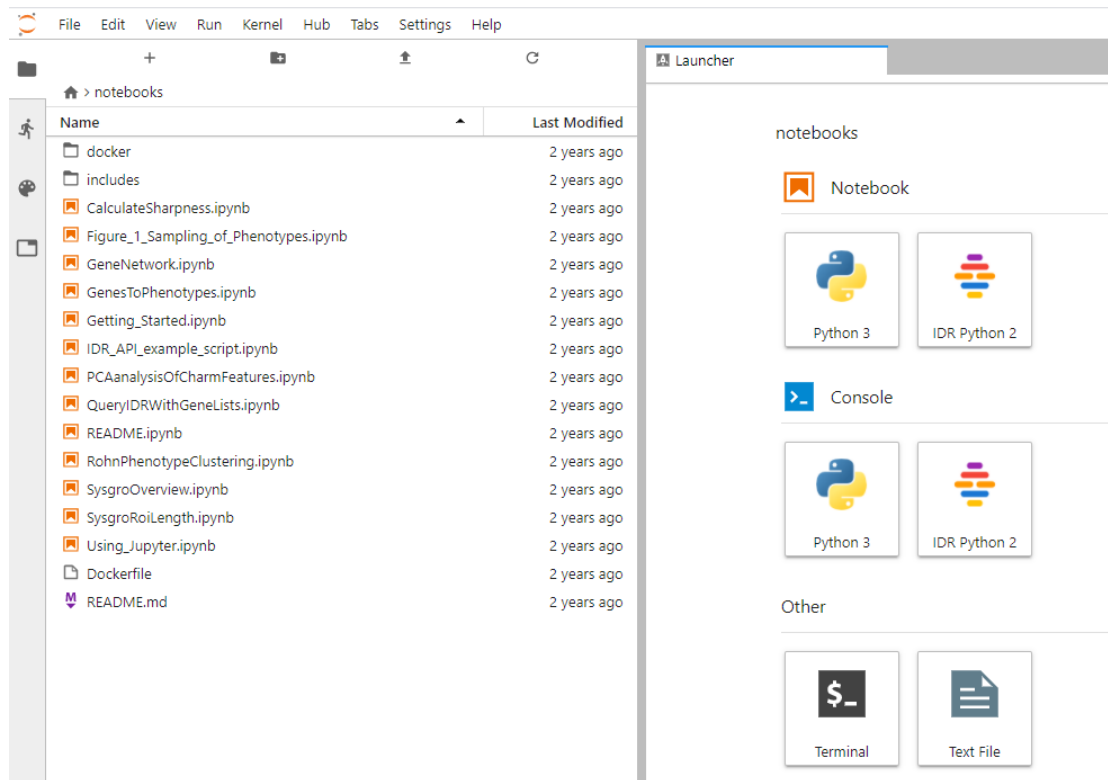 File Edit View Run Kernel Hub Tabs Settings Help
Launcher
> notebooks
Name Last Modified
docker 2 years ago
includes 2 years ago
CalculateSharpness.ipynb 2 years ago
Figure_1_Sampling_of_Phenotypes.ipynb 2 years ago
GeneNetwork.ipynb 2 years ago
GenesToPhenotypes.ipynb 2 years ago
Getting_Started.ipynb 2 years ago
IDR_API_example_script.ipynb 2 years ago
PCAanalysisOfCharmFeatures.ipynb 2 years ago
QueryIDRWithGeneLists.ipynb 2 years ago
README.ipynb 2 years ago
RohnPhenotypeClustering.ipynb 2 years ago
SysgroOverview.ipynb 2 years ago
SysgroRoiLength.ipynb 2 years ago
Using_Jupyter.ipynb 2 years ago
Dockerfile 2 years ago
M README.md 2 years ago
notebooks
Notebook
Python 3 IDR Python 2
>_ Console
Python 3 IDR Python 2
Other
$_
Terminal Text File